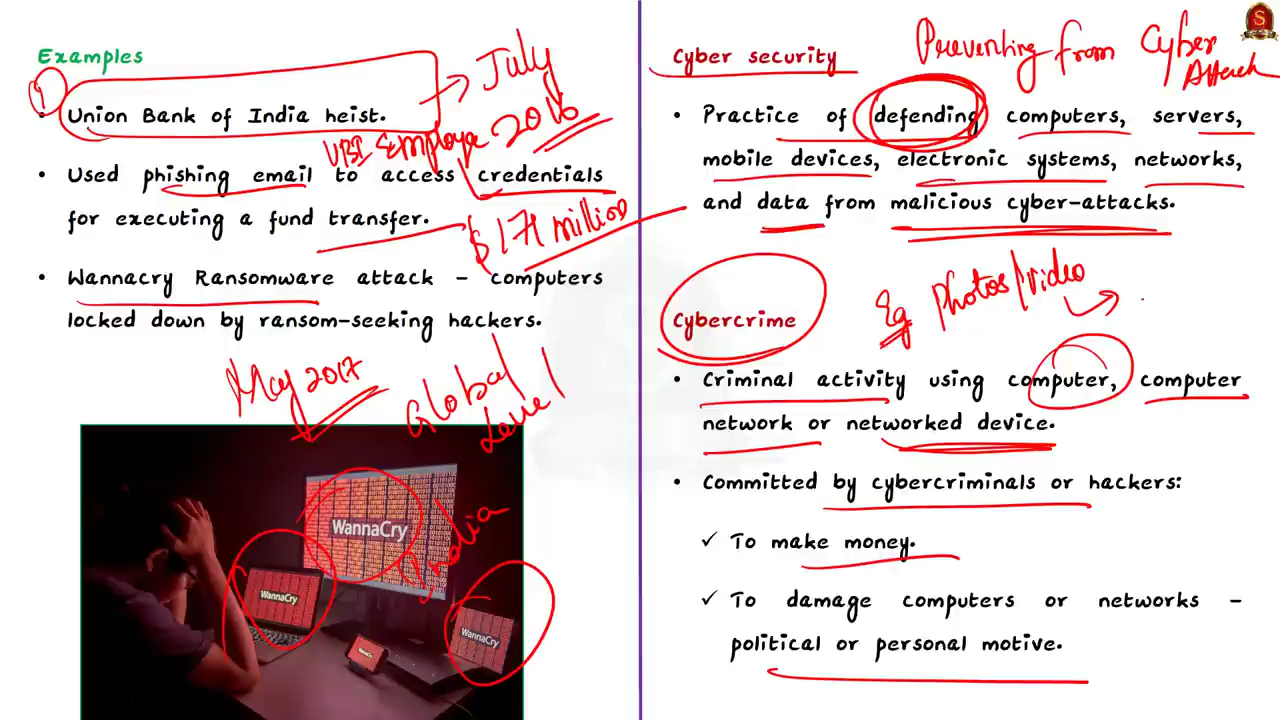 Examples
July
1
• Union Bank of India heist.
2016
UBI Employe
• Used phishing email to access credentials
for executing a fund transfer.
$171 million
• Wannacry Ransomware attack – computers
locked down by ransom-seeking hackers.
May 2017
Global
Level
WannaCry
India
WannaCry
WannaCry
WannaCry
S
Cyber security
Preventing from Cyber
Attack
• Practice of defending computers, servers,
mobile devices, electronic systems, networks,
and data from malicious cyber-attacks.
Eg Photos/Video
Cybercrime
• Criminal activity using computer, computer
network or networked device.
• Committed by cybercriminals or hackers:
✓ To make money.
✓ To damage computers or networks –
political or personal motive.